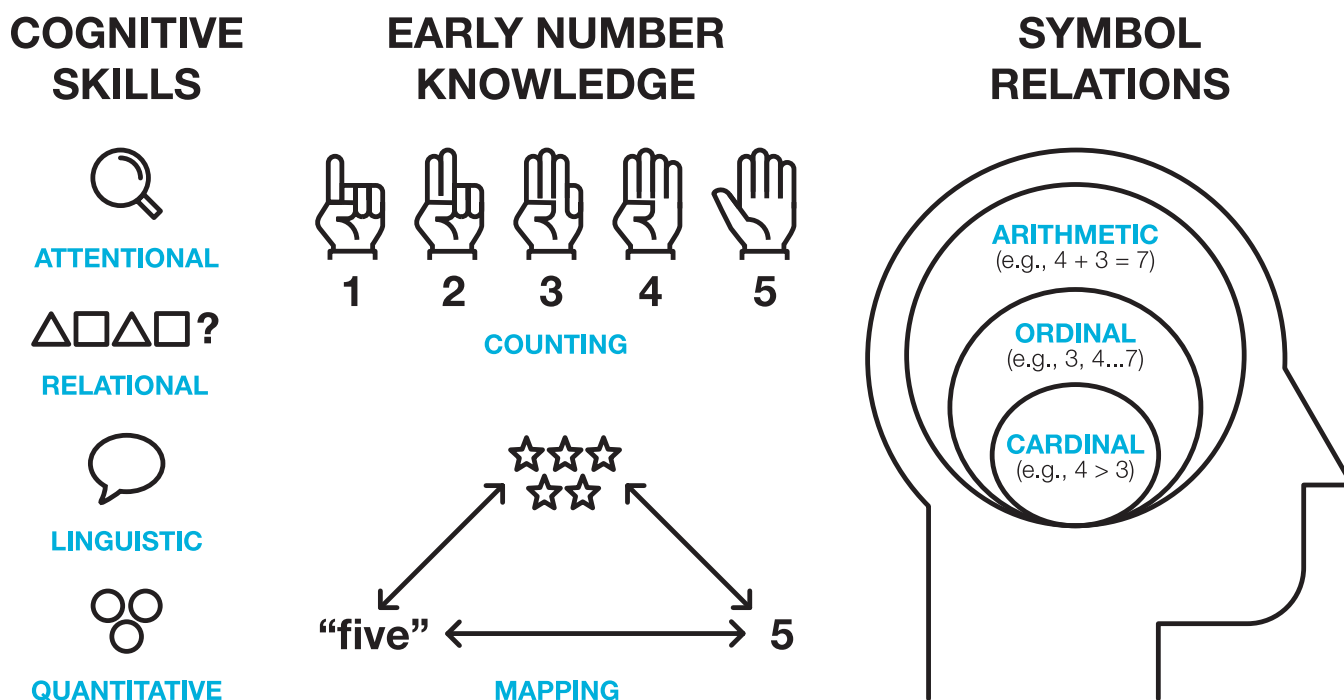 COGNITIVE
SKILLS
ATTENTIONAL
?
RELATIONAL
LINGUISTIC
QUANTITATIVE
EARLY NUMBER
KNOWLEDGE
1 2 3 4 5
COUNTING
“five” 5
MAPPING
SYMBOL
RELATIONS
ARITHMETIC
(e.g., 4 + 3 = 7)
ORDINAL
(e.g., 3, 4...7)
CARDINAL
(e.g., 4 > 3)